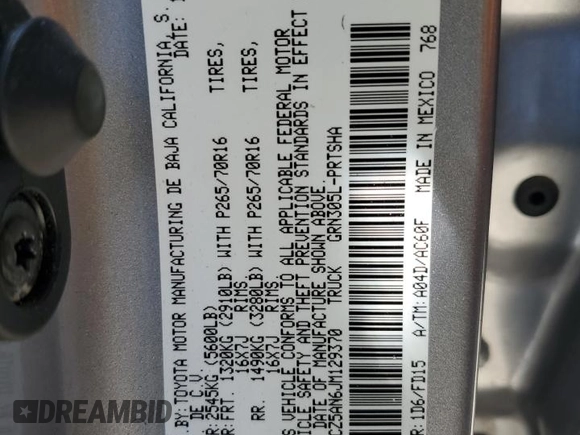 BY: TOYOTA MOTOR MANUFACTURING DE BAJA CALIFORNIA, S.
DE C.V. DATE: 1
R: 2545KG (5600LB)
R: FRT. 1320KG (2910LB) WITH P265/70R16 TIRES,
16X7J RIMS
RR. 1490KG (3280LB) WITH P265/70R16 TIRES,
16X7J RIMS
S VEHICLE CONFORMS TO ALL APPLICABLE FEDERAL MOTOR
ICLE SAFETY AND THEFT PREVENTION STANDARDS IN EFFECT
DATE OF MANUFACTURE SHOWN ABOVE.
CZ5AN6JM129370 TRUCK GRN305L-PRTSHA
R: 1D6/FD15 A/TM: A04D/AC60F MADE IN MEXICO 768